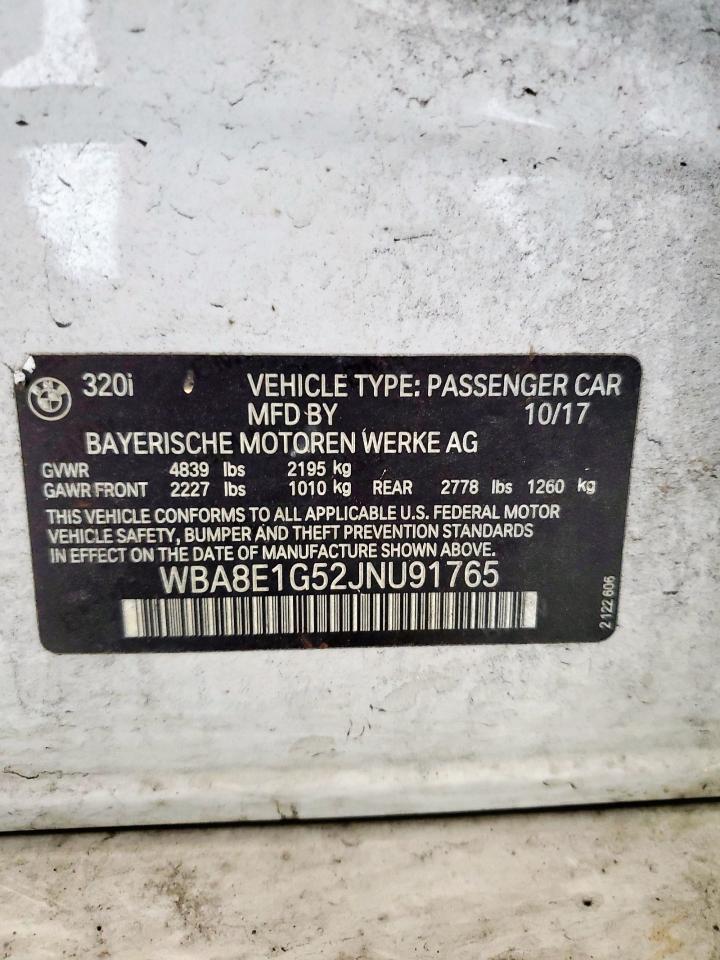 320i VEHICLE TYPE: PASSENGER CAR
MFD BY 10/17
BAYERISCHE MOTOREN WERKE AG
GVWR 4839 lbs 2195 kg
GAWR FRONT 2227 lbs 1010 kg REAR 2778 lbs 1260 kg
THIS VEHICLE CONFORMS TO ALL APPLICABLE U.S. FEDERAL MOTOR
VEHICLE SAFETY, BUMPER AND THEFT PREVENTION STANDARDS
IN EFFECT ON THE DATE OF MANUFACTURE SHOWN ABOVE.
WBA8E1G52JNU91765
2 122 606